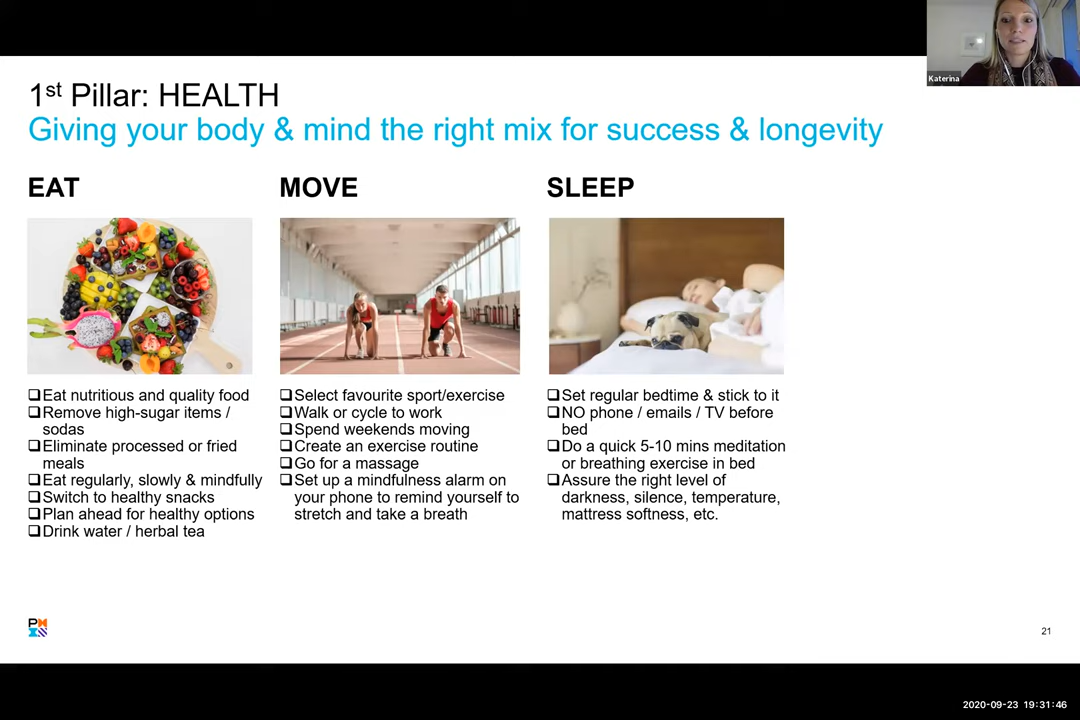 Katerina
1st Pillar: HEALTH
Giving your body & mind the right mix for success & longevity
EAT
❑Eat nutritious and quality food
❑Remove high-sugar items /
sodas
❑Eliminate processed or fried
meals
❑Eat regularly, slowly & mindfully
❑Switch to healthy snacks
❑Plan ahead for healthy options
❑Drink water / herbal tea
MOVE
❑Select favourite sport/exercise
❑Walk or cycle to work
❑Spend weekends moving
❑Create an exercise routine
❑Go for a massage
❑Set up a mindfulness alarm on
your phone to remind yourself to
stretch and take a breath
SLEEP
❑Set regular bedtime & stick to it
❑NO phone / emails / TV before
bed
❑Do a quick 5-10 mins meditation
or breathing exercise in bed
❑Assure the right level of
darkness, silence, temperature,
mattress softness, etc.
21
2020-09-23 19:31:46